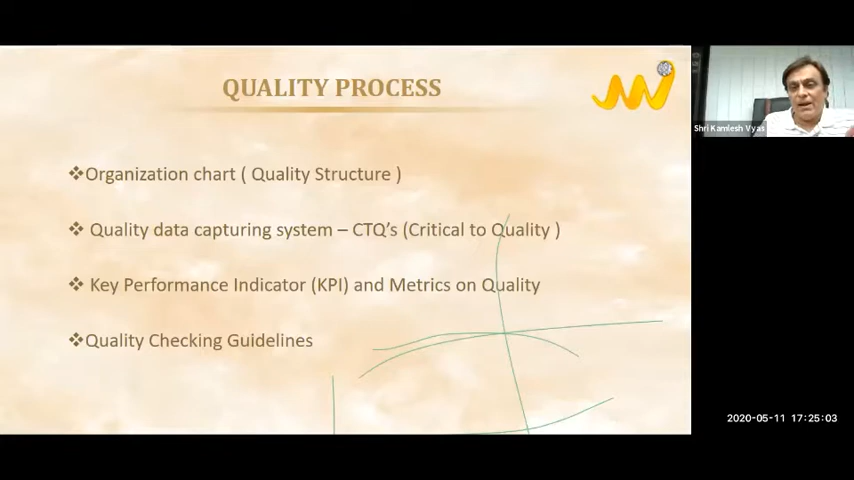 QUALITY PROCESS
❖Organization chart ( Quality Structure )
❖ Quality data capturing system – CTQ's (Critical to Quality )
❖ Key Performance Indicator (KPI) and Metrics on Quality
❖Quality Checking Guidelines
Shri Kamlesh Vyas
2020-05-11 17:25:03